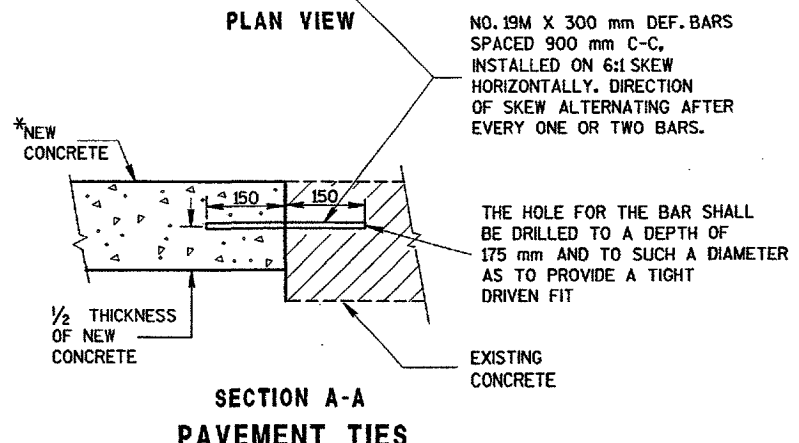 PLAN VIEW
NO. 19M X 300 mm DEF. BARS
SPACED 900 mm C-C,
INSTALLED ON 6:1 SKEW
HORIZONTALLY. DIRECTION
OF SKEW ALTERNATING AFTER
EVERY ONE OR TWO BARS.
*NEW
CONCRETE
150 150
THE HOLE FOR THE BAR SHALL
BE DRILLED TO A DEPTH OF
175 mm AND TO SUCH A DIAMETER
AS TO PROVIDE A TIGHT
DRIVEN FIT
1/2 THICKNESS
OF NEW
CONCRETE
EXISTING
CONCRETE
SECTION A-A
PAVEMENT TIES